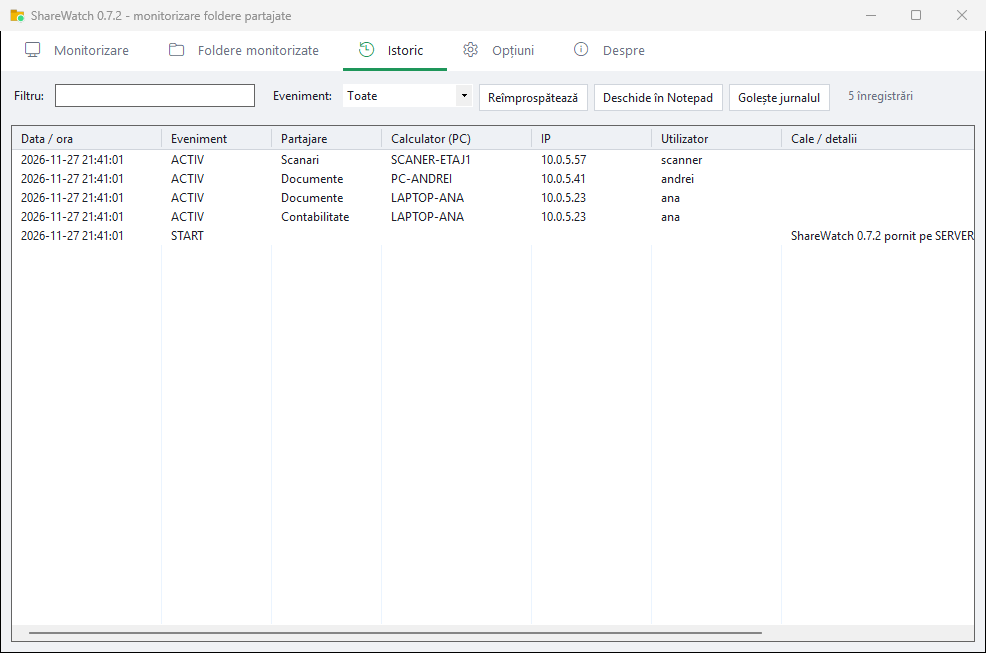 ShareWatch 0.7.2 - monitorizare foldere partajate
Monitorizare Foldere monitorizate Istoric Opțiuni Despre
Filtru: Eveniment: Toate Reîmprospătează Deschide în Notepad Golește jurnalul 5 înregistrări
Data / ora Eveniment Partajare Calculator (PC) IP Utilizator Cale / detalii
2026-11-27 21:41:01 ACTIV Scanari SCANER-ETAJ1 10.0.5.57 scanner
2026-11-27 21:41:01 ACTIV Documente PC-ANDREI 10.0.5.41 andrei
2026-11-27 21:41:01 ACTIV Documente LAPTOP-ANA 10.0.5.23 ana
2026-11-27 21:41:01 ACTIV Contabilitate LAPTOP-ANA 10.0.5.23 ana
2026-11-27 21:41:01 START ShareWatch 0.7.2 pornit pe SERVER